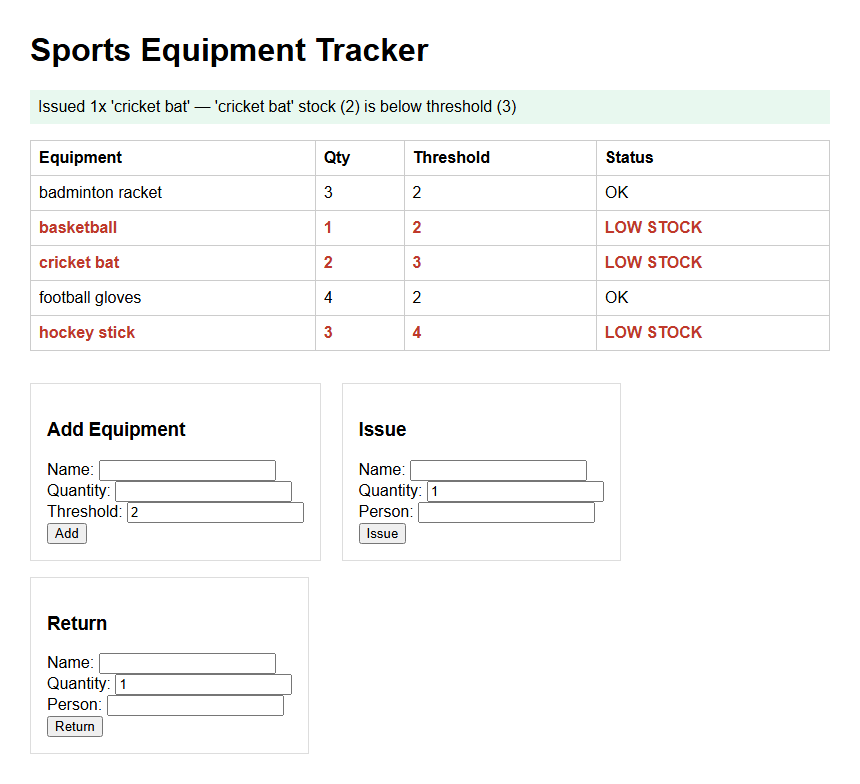 Sports Equipment Tracker
Issued 1x 'cricket bat' — 'cricket bat' stock (2) is below threshold (3)
Equipment Qty Threshold Status
badminton racket 3 2 OK
basketball 1 2 LOW STOCK
cricket bat 2 3 LOW STOCK
football gloves 4 2 OK
hockey stick 3 4 LOW STOCK
Add Equipment
Name:
Quantity:
Threshold: 2
Add
Issue
Name:
Quantity: 1
Person:
Issue
Return
Name:
Quantity: 1
Person:
Return